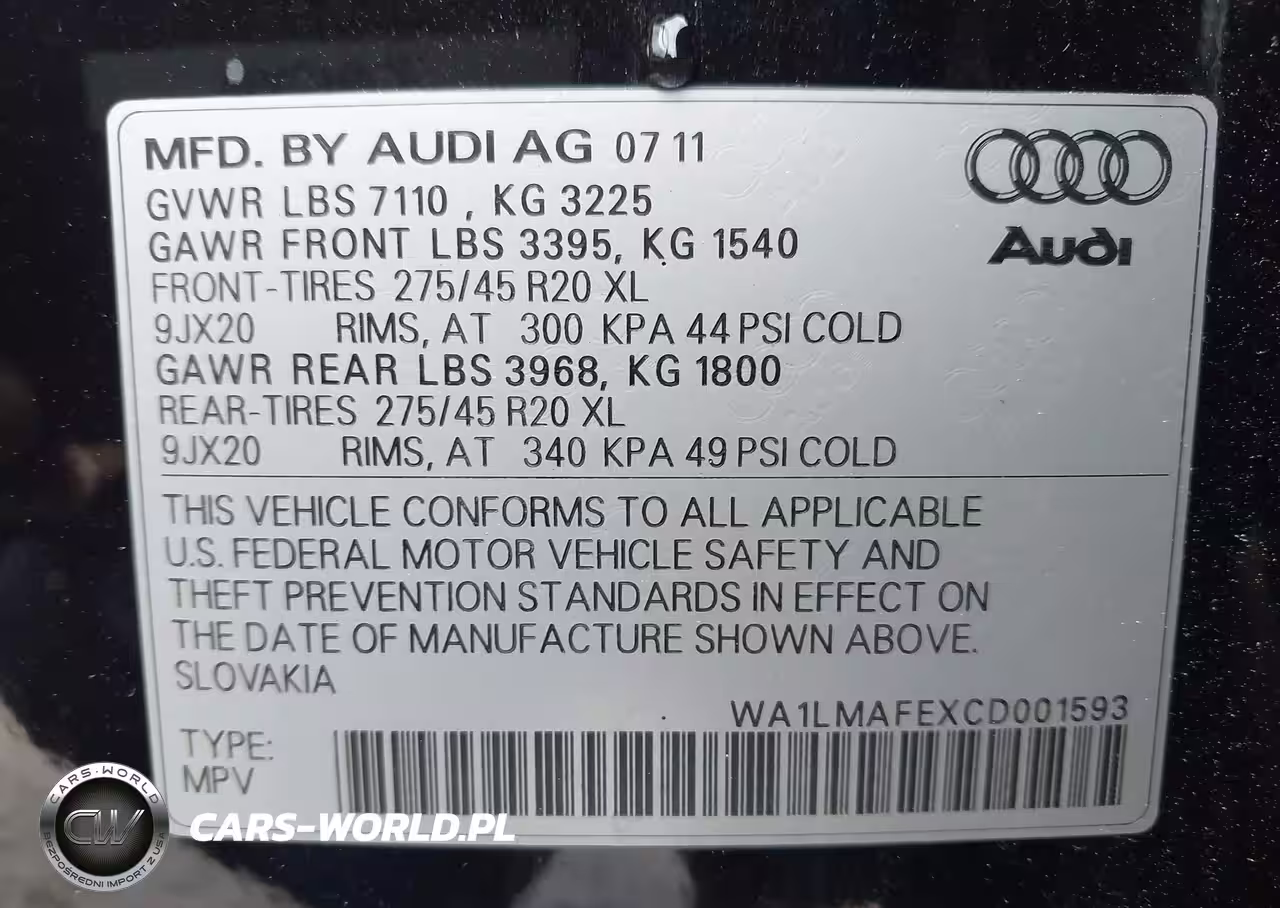 MFD. BY AUDI AG 07 11
GVWR LBS 7110 , KG 3225
GAWR FRONT LBS 3395, KG 1540
FRONT-TIRES 275/45 R20 XL
9JX20 RIMS, AT 300 KPA 44 PSI COLD
GAWR REAR LBS 3968, KG 1800
REAR-TIRES 275/45 R20 XL
9JX20 RIMS, AT 340 KPA 49 PSI COLD
Audi
THIS VEHICLE CONFORMS TO ALL APPLICABLE
U.S. FEDERAL MOTOR VEHICLE SAFETY AND
THEFT PREVENTION STANDARDS IN EFFECT ON
THE DATE OF MANUFACTURE SHOWN ABOVE.
SLOVAKIA
WA1LMAFEXCD001593
TYPE:
MPV
CARS-WORLD
CW
BEZPOŚREDNI IMPORT Z USA
CARS-WORLD.PL